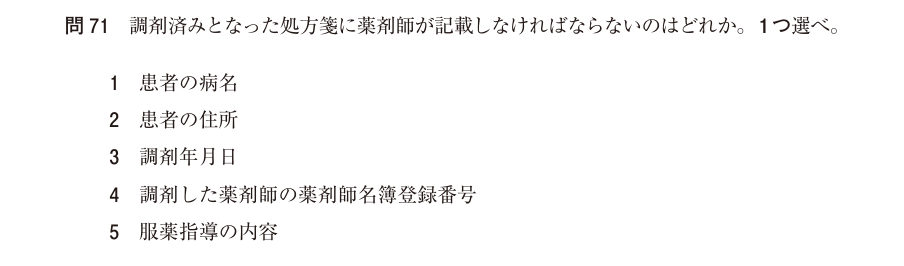 問 71　調剤済みとなった処方箋に薬剤師が記載しなければならないのはどれか。1つ選べ。
1　患者の病名
2　患者の住所
3　調剤年月日
4　調剤した薬剤師の薬剤師名簿登録番号
5　服薬指導の内容